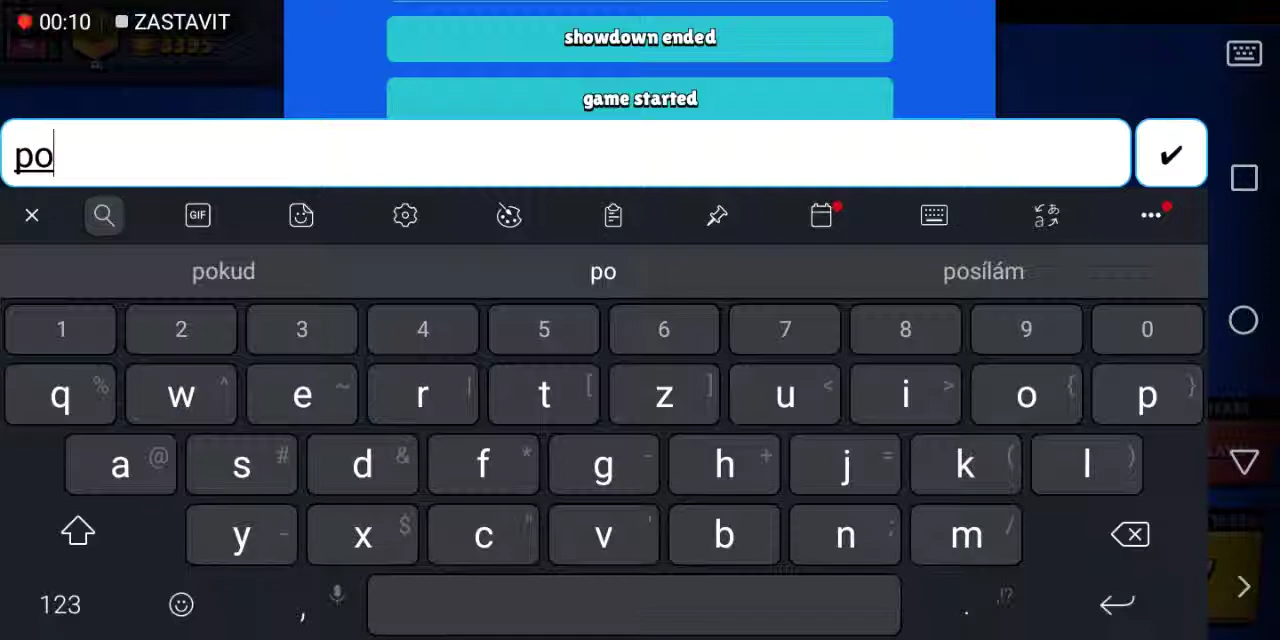 00:10 ZASTAVIT
3395
showdown ended
game started
po
✔
GIF
pokud po posílám
1 2 3 4 5 6 7 8 9 0
q % w ^ e ~ r | t [ z ] u < i > o { p }
a @ s # d & f * g - h + j = k ( l )
y _ x $ c " v ' b n ; m /
123 , . !?